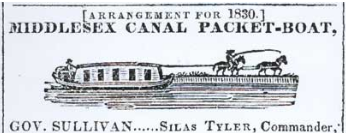 [ARRANGEMENT FOR 1830.]
MIDDLESEX CANAL PACKET-BOAT,
GOV. SULLIVAN......SILAS TYLER, Commander,